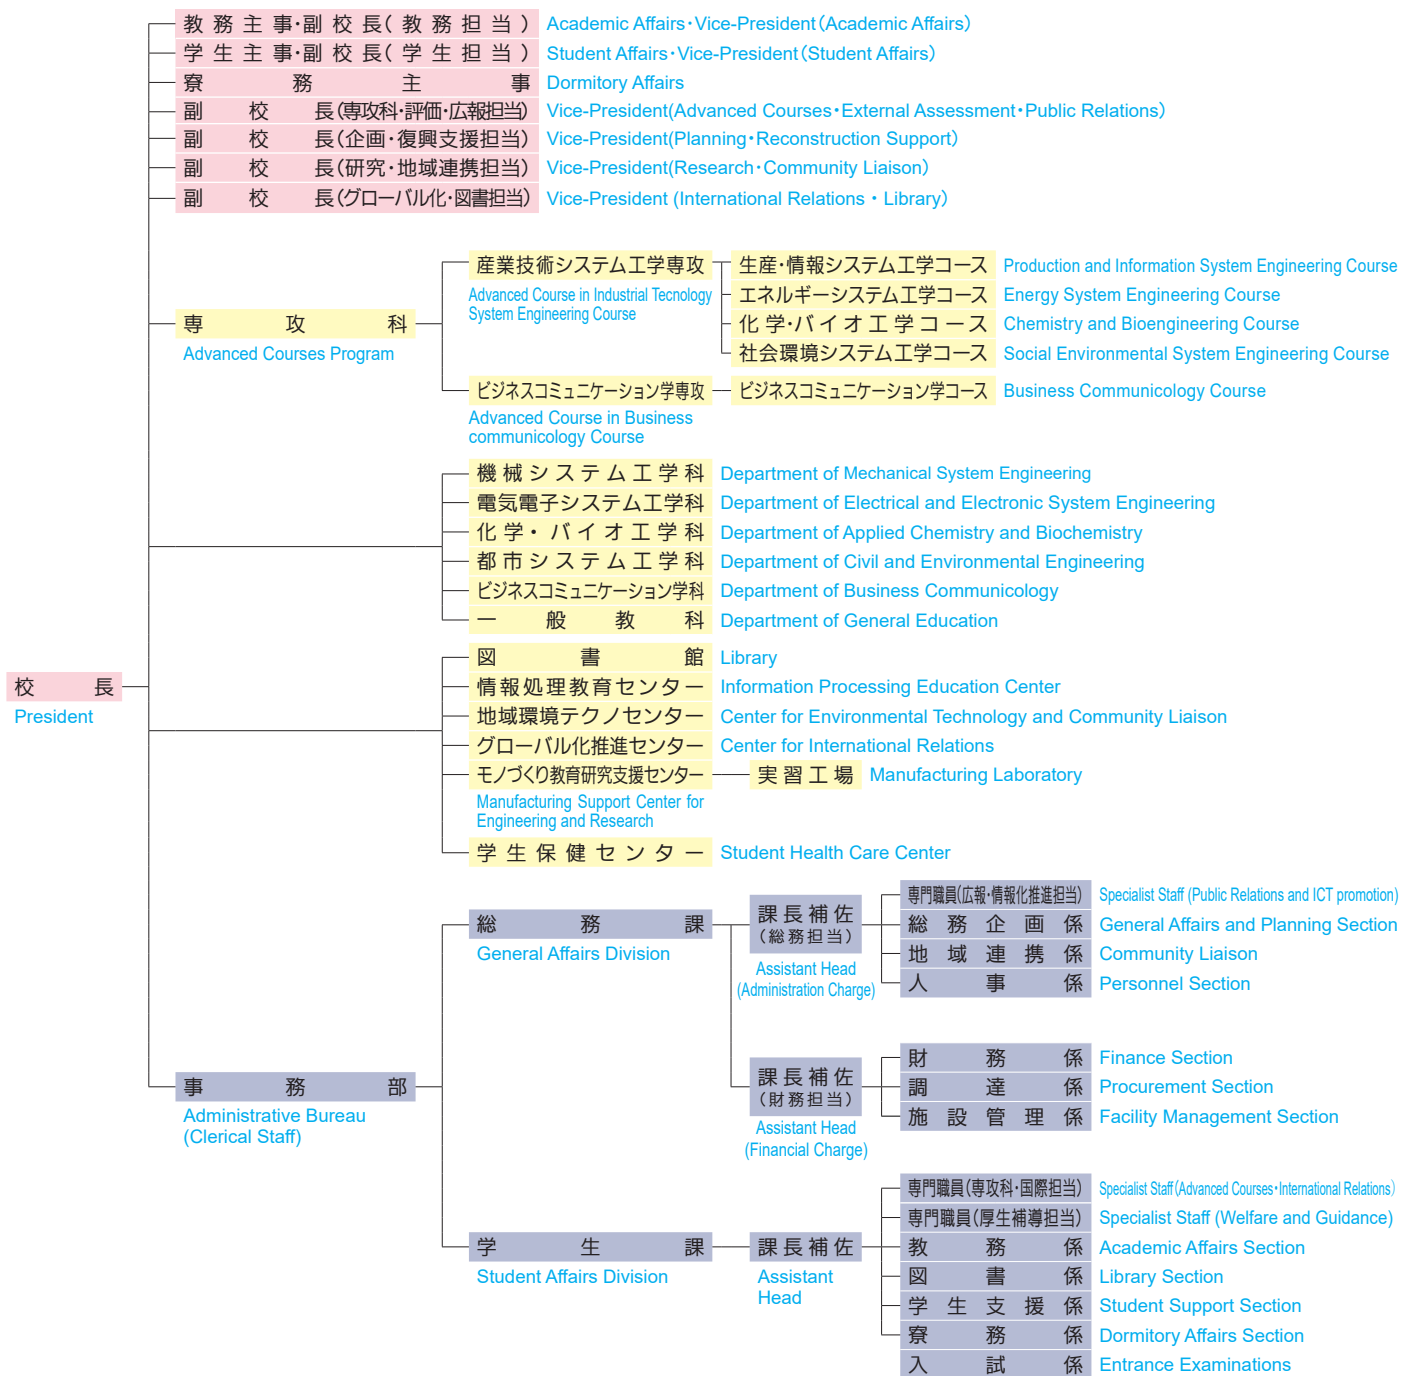 教務主事・副校長（教務担当） Academic Affairs・Vice-President（Academic Affairs）
学生主事・副校長（学生担当） Student Affairs・Vice-President（Student Affairs）
寮務主事 Dormitory Affairs
副校長（専攻科・評価・広報担当） Vice-President(Advanced Courses・External Assessment・Public Relations）
副校長（企画・復興支援担当） Vice-President(Planning・Reconstruction Support）
副校長（研究・地域連携担当） Vice-President(Research・Community Liaison）
副校長（グローバル化・図書担当） Vice-President (International Relations・Library）
産業技術システム工学専攻 生産・情報システム工学コース Production and Information System Engineering Course
Advanced Course in Industrial Tecnology
System Engineering Course
エネルギーシステム工学コース Energy System Engineering Course
専攻科 化学・バイオ工学コース Chemistry and Bioengineering Course
Advanced Courses Program 社会環境システム工学コース Social Environmental System Engineering Course
ビジネスコミュニケーション学専攻 ビジネスコミュニケーション学コース Business Communicology Course
Advanced Course in Business
communicology Course
機械システム工学科 Department of Mechanical System Engineering
電気電子システム工学科 Department of Electrical and Electronic System Engineering
化学・バイオ工学科 Department of Applied Chemistry and Biochemistry
都市システム工学科 Department of Civil and Environmental Engineering
ビジネスコミュニケーション学科 Department of Business Communicology
一般教科 Department of General Education
図書館 Library
校長 情報処理教育センター Information Processing Education Center
President 地域環境テクノセンター Center for Environmental Technology and Community Liaison
グローバル化推進センター Center for International Relations
モノづくり教育研究支援センター 実習工場 Manufacturing Laboratory
Manufacturing Support Center for
Engineering and Research
学生保健センター Student Health Care Center
専門職員（広報・情報化推進担当） Specialist Staff (Public Relations and ICT promotion)
総務課 課長補佐 総務企画係 General Affairs and Planning Section
（総務担当）
General Affairs Division 地域連携係 Community Liaison
Assistant Head
(Administration Charge) 人事係 Personnel Section
財務係 Finance Section
事務部 課長補佐 調達係 Procurement Section
（財務担当）
Administrative Bureau 施設管理係 Facility Management Section
(Clerical Staff) Assistant Head
(Financial Charge)
専門職員（専攻科・国際担当） Specialist Staff（Advanced Courses・International Relations）
専門職員（厚生補導担当） Specialist Staff (Welfare and Guidance)
学生課 課長補佐 教務係 Academic Affairs Section
Student Affairs Division Assistant
Head 図書係 Library Section
学生支援係 Student Support Section
寮務係 Dormitory Affairs Section
入試係 Entrance Examinations